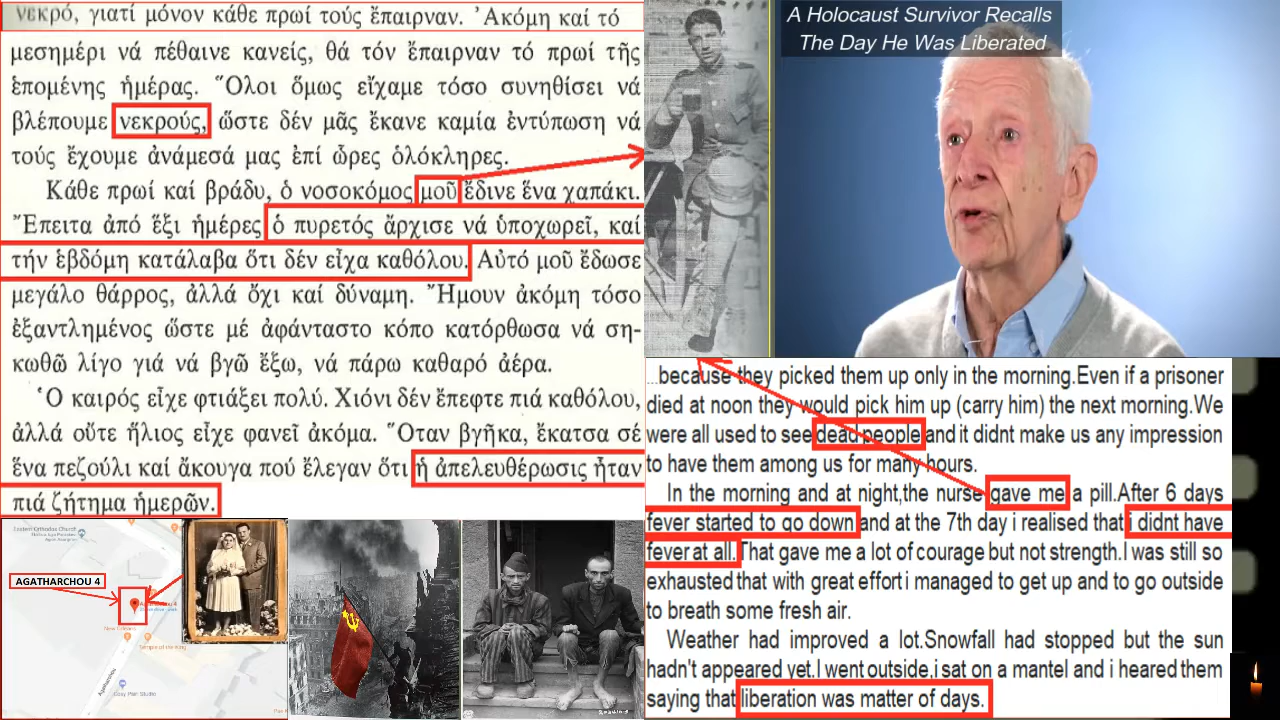 νεκρό, γιατί μόνον κάθε πρωί τούς ἔπαιρναν. Ἀκόμη καί τό
μεσημέρι νά πέθαινε κανείς, θά τόν ἔπαιρναν τό πρωί τῆς
ἑπομένης ἡμέρας. Ὅλοι ὅμως εἴχαμε τόσο συνηθίσει νά
βλέπουμε νεκρούς, ὥστε δέν μᾶς ἔκανε καμία ἐντύπωση νά
τούς ἔχουμε ἀνάμεσά μας ἐπί ὧρες ὁλόκληρες.
Κάθε πρωί καί βράδυ, ὁ νοσοκόμος μοῦ ἔδινε ἕνα χαπάκι.
Ἔπειτα ἀπό ἕξι ἡμέρες ὁ πυρετός ἄρχισε νά ὑποχωρεῖ, καί
τήν ἑβδόμη κατάλαβα ὅτι δέν εἶχα καθόλου. Αὐτό μοῦ ἔδωσε
μεγάλο θάρρος, ἀλλά ὄχι καί δύναμη. Ἤμουν ἀκόμη τόσο
ἐξαντλημένος ὥστε μέ ἀφάνταστο κόπο κατόρθωσα νά ση-
κωθῶ λίγο γιά νά βγῶ ἔξω, νά πάρω καθαρό ἀέρα.
Ὁ καιρός εἶχε φτιάξει πολύ. Χιόνι δέν ἔπεφτε πιά καθόλου,
ἀλλά οὔτε ἥλιος εἶχε φανεῖ ἀκόμα. Ὅταν βγῆκα, ἔκατσα σέ
ἕνα πεζούλι καί ἄκουγα πού ἔλεγαν ὅτι ἡ ἀπελευθέρωσις ἦταν
πιά ζήτημα ἡμερῶν.
A Holocaust Survivor Recalls
The Day He Was Liberated
...because they picked them up only in the morning.Even if a prisoner
died at noon they would pick him up (carry him) the next morning.We
were all used to see dead people and it didnt make us any impression
to have them among us for many hours.
In the morning and at night,the nurse gave me a pill.After 6 days
fever started to go down and at the 7th day i realised that i didnt have
fever at all. That gave me a lot of courage but not strength.I was still so
exhausted that with great effort i managed to get up and to go outside
to breath some fresh air.
Weather had improved a lot.Snowfall had stopped but the sun
hadn't appeared yet.I went outside,i sat on a mantel and i heared them
saying that liberation was matter of days.
Eastern Orthodox Church
AGATHARCHOU 4
Agatharchou 4
Temple of the King
Easy Pair Studio